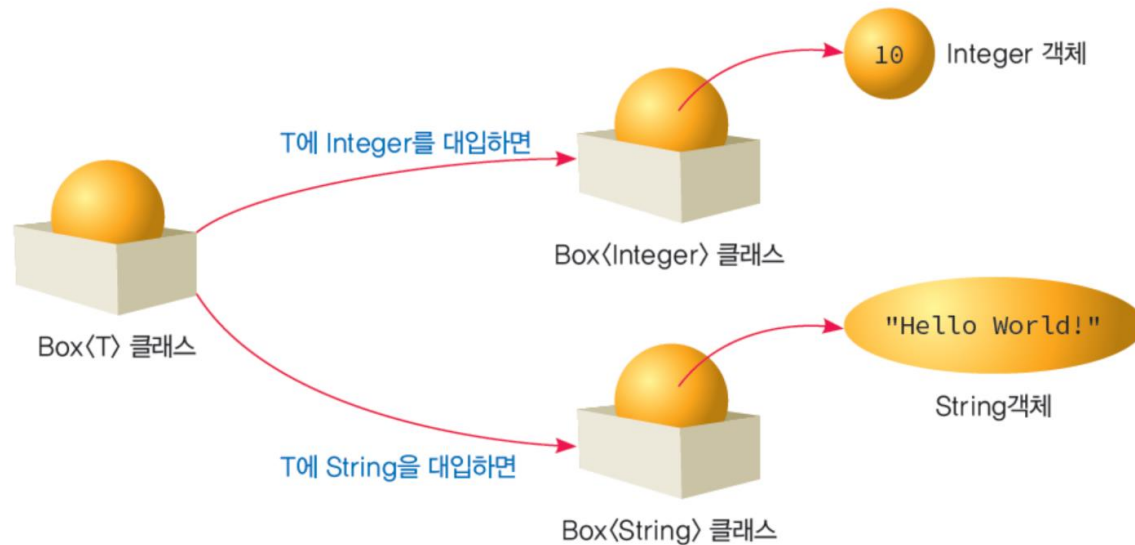 10
Integer 객체
T에 Integer를 대입하면
Box〈Integer〉 클래스
Box〈T〉 클래스
"Hello World!"
String객체
T에 String을 대입하면
Box〈String〉 클래스